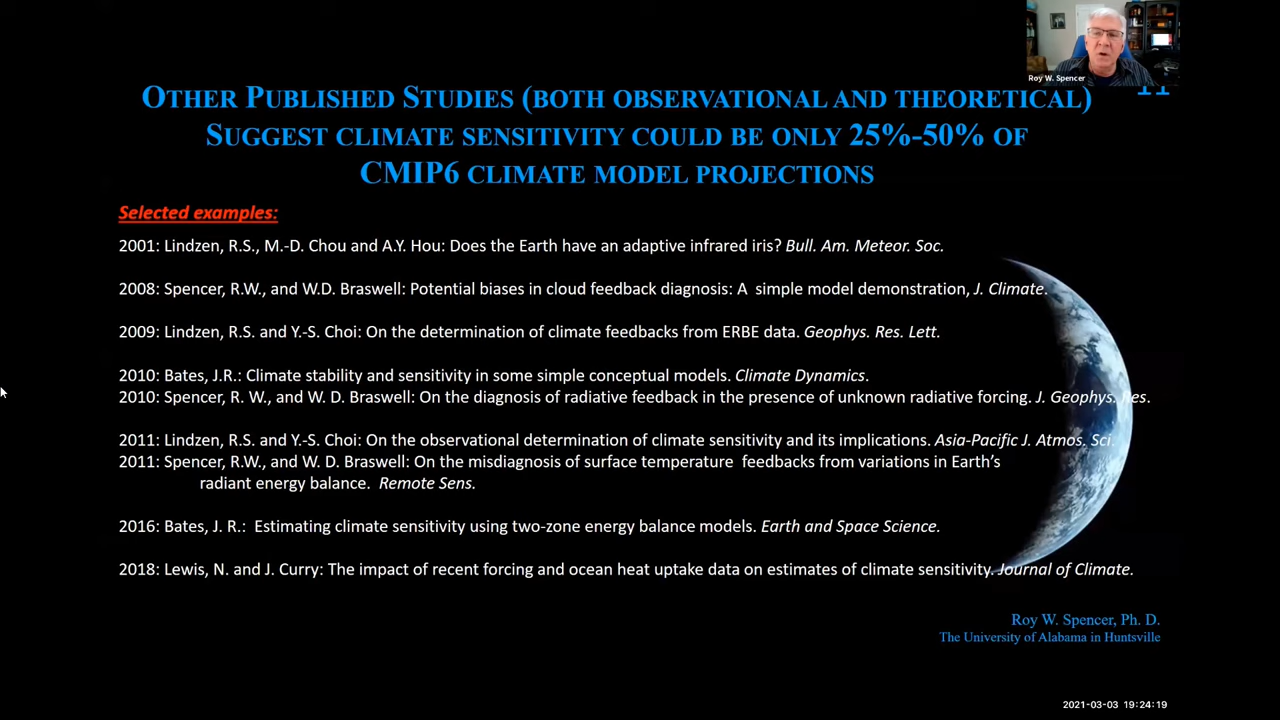 Roy W. Spencer
11
OTHER PUBLISHED STUDIES (BOTH OBSERVATIONAL AND THEORETICAL)
SUGGEST CLIMATE SENSITIVITY COULD BE ONLY 25%-50% OF
CMIP6 CLIMATE MODEL PROJECTIONS
Selected examples:
2001: Lindzen, R.S., M.-D. Chou and A.Y. Hou: Does the Earth have an adaptive infrared iris? Bull. Am. Meteor. Soc.
2008: Spencer, R.W., and W.D. Braswell: Potential biases in cloud feedback diagnosis: A simple model demonstration, J. Climate.
2009: Lindzen, R.S. and Y.-S. Choi: On the determination of climate feedbacks from ERBE data. Geophys. Res. Lett.
2010: Bates, J.R.: Climate stability and sensitivity in some simple conceptual models. Climate Dynamics.
2010: Spencer, R. W., and W. D. Braswell: On the diagnosis of radiative feedback in the presence of unknown radiative forcing. J. Geophys. Res.
2011: Lindzen, R.S. and Y.-S. Choi: On the observational determination of climate sensitivity and its implications. Asia-Pacific J. Atmos. Sci.
2011: Spencer, R.W., and W. D. Braswell: On the misdiagnosis of surface temperature feedbacks from variations in Earth's
radiant energy balance. Remote Sens.
2016: Bates, J. R.: Estimating climate sensitivity using two-zone energy balance models. Earth and Space Science.
2018: Lewis, N. and J. Curry: The impact of recent forcing and ocean heat uptake data on estimates of climate sensitivity. Journal of Climate.
Roy W. Spencer, Ph. D.
The University of Alabama in Huntsville
2021-03-03 19:24:19